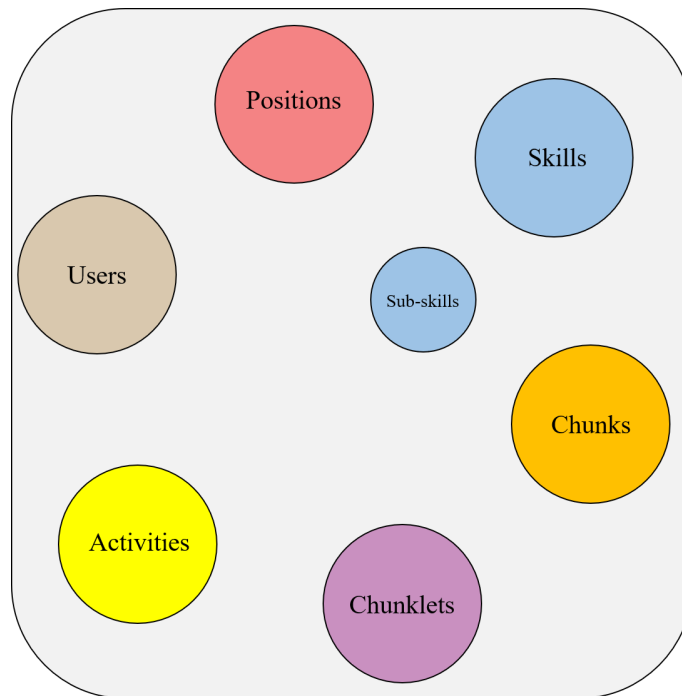 Positions
Skills
Users
Sub-skills
Chunks
Activities
Chunklets